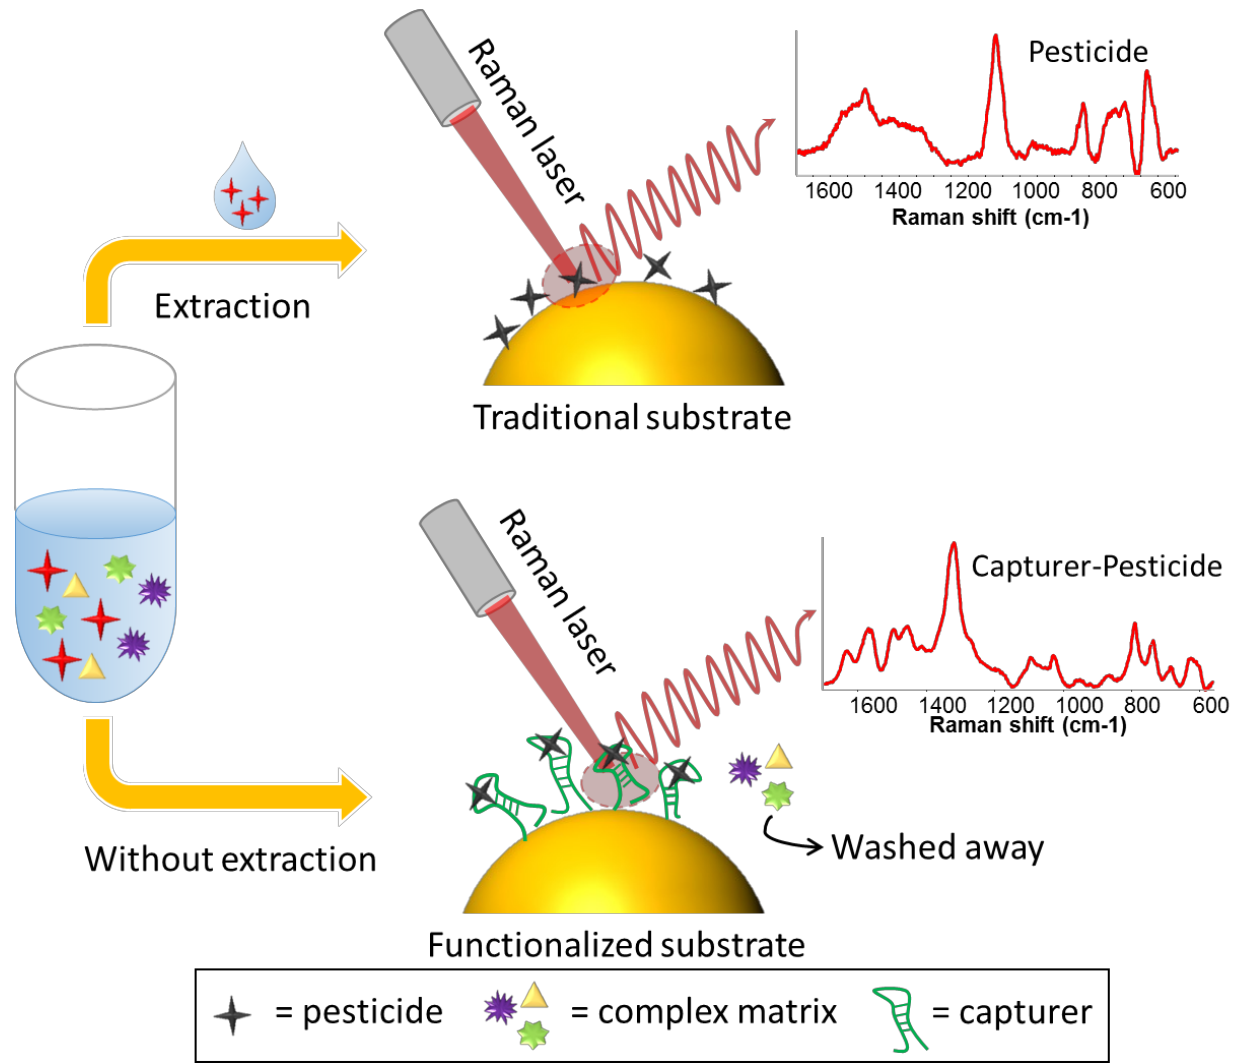 Raman laser
Pesticide
1600 1400 1200 1000 800 600
Raman shift (cm-1)
Extraction
Traditional substrate
Raman laser
Capturer-Pesticide
1600 1400 1200 1000 800 600
Raman shift (cm-1)
Without extraction
Washed away
Functionalized substrate
= pesticide = complex matrix = capturer